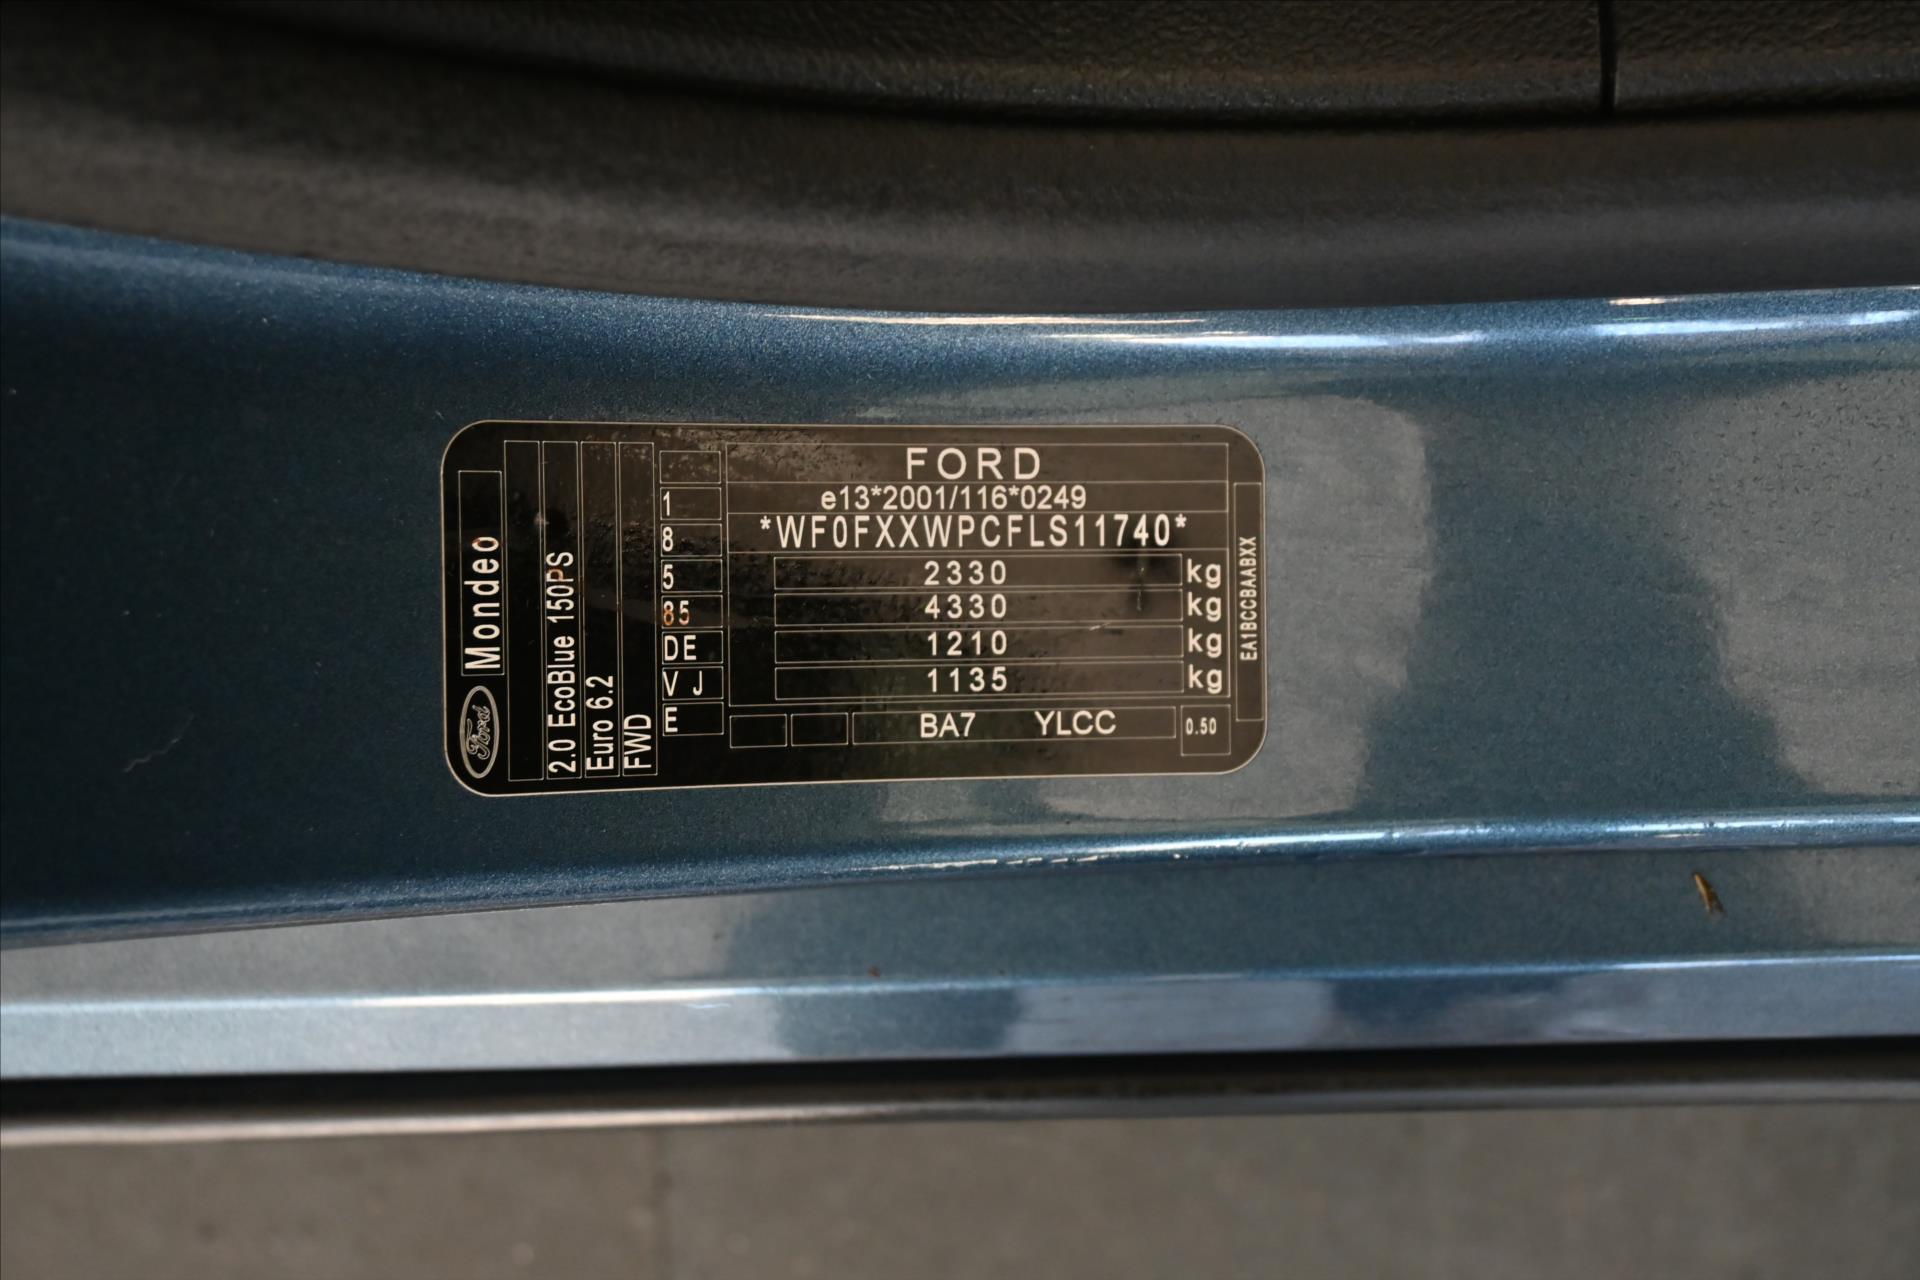 FORD
e13*2001/116*0249
*WF0FXXWPCFLS11740*
2330 kg
4330 kg
1210 kg
1135 kg
BA7 YLCC 0.50
1
8
5
85
DE
V J
E
Ford Mondeo
2.0 EcoBlue 150PS
Euro 6.2
FWD
EA1BCCBAABXX